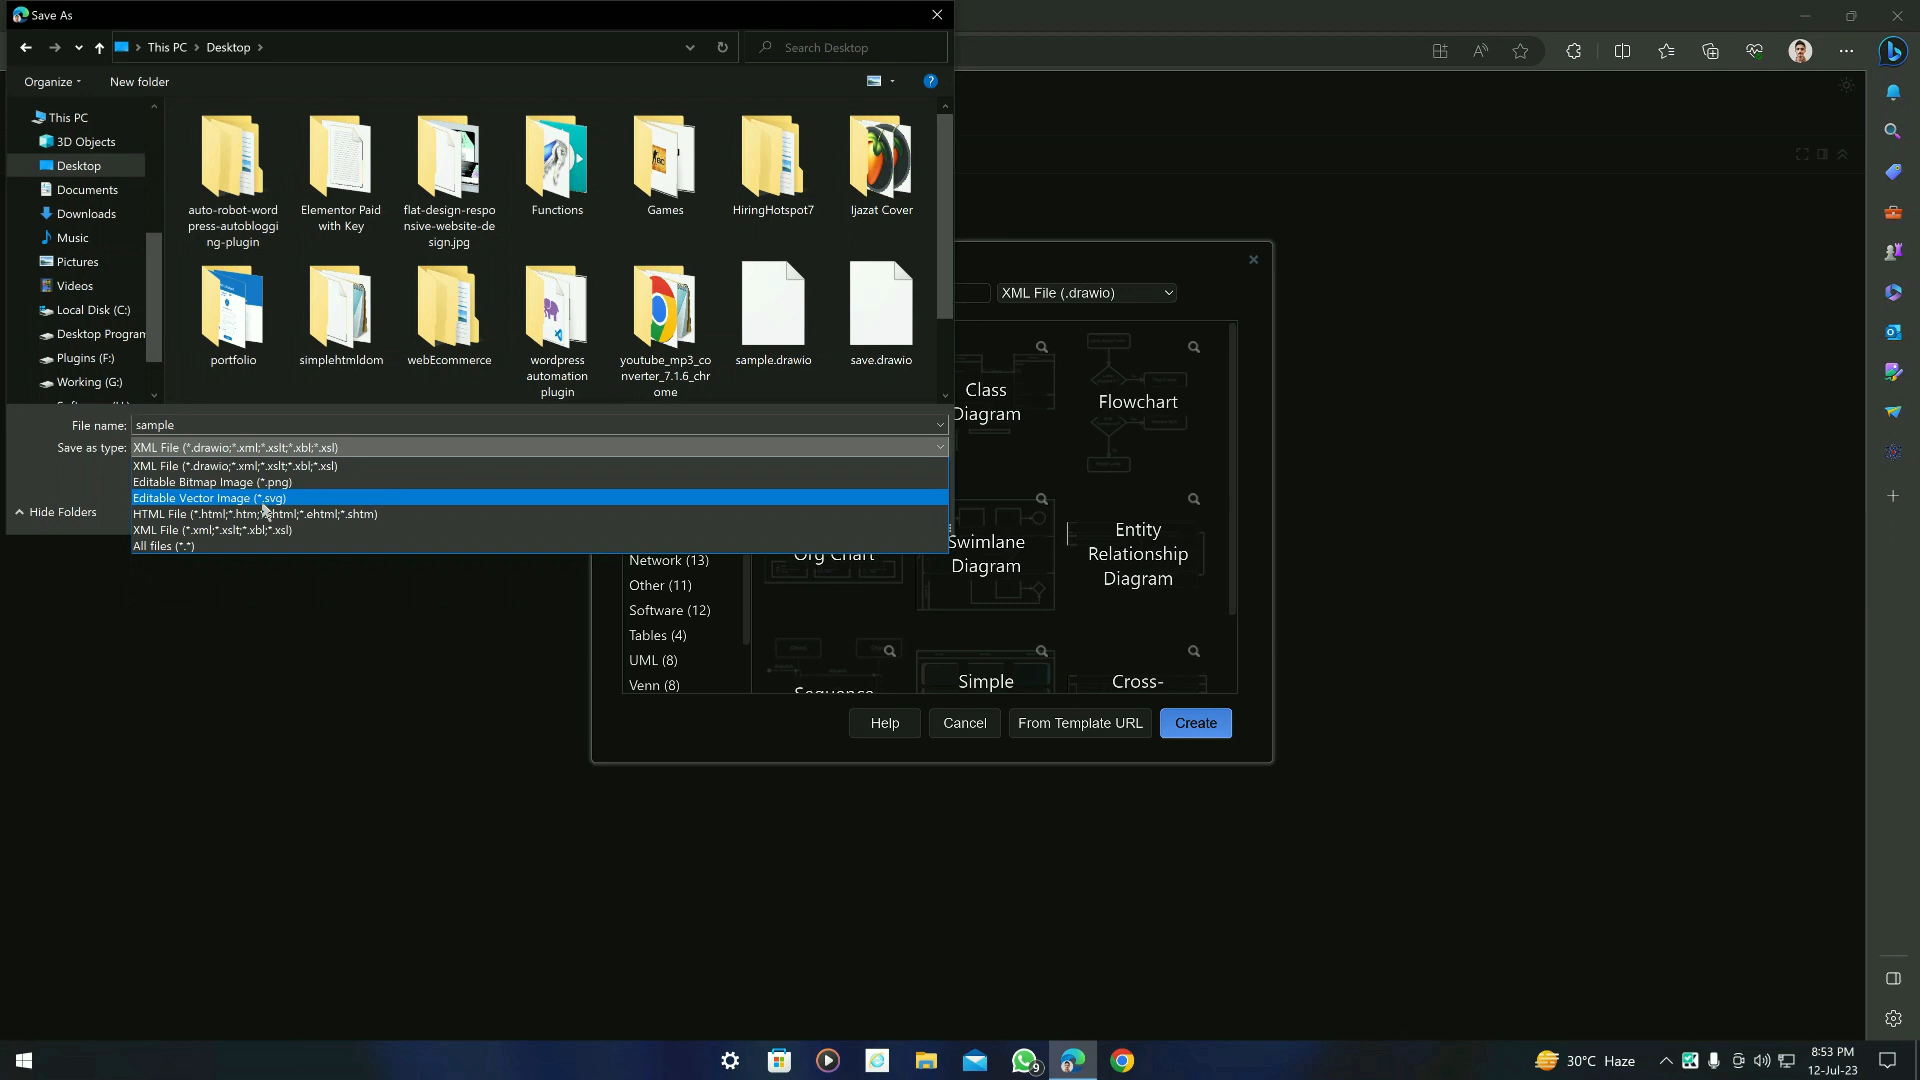 Save As
This PC
Desktop
Search Desktop
Organize
New folder
This PC
3D Objects
Desktop
Documents
Downloads
Music
Pictures
Videos
Local Disk (C:)
Desktop Program
Plugins (F:)
Working (G:)
auto-robot-word
press-autobloggi
ng-plugin
Elementor Paid
with Key
flat-design-respo
nsive-website-de
sign.jpg
Functions
Games
HiringHotspot7
Ijazat Cover
portfolio
simplehtmldom
webEcommerce
wordpress
automation
plugin
youtube_mp3_co
nverter_7.1.6_chr
ome
sample.drawio
save.drawio
File name: sample
Save as type: XML File (*.drawio;*.xml;*.xslt;*.xbl;*.xsl)
XML File (*.drawio;*.xml;*.xslt;*.xbl;*.xsl)
Editable Bitmap Image (*.png)
Editable Vector Image (*.svg)
HTML File (*.html;*.htm;*.shtml;*.ehtml;*.shtm)
XML File (*.xml;*.xslt;*.xbl;*.xsl)
All files (*.*)
Hide Folders
XML File (.drawio)
Class
Diagram
Flowchart
Org Chart
Swimlane
Diagram
Entity
Relationship
Diagram
Sequence
Simple
Cross-
Network (13)
Other (11)
Software (12)
Tables (4)
UML (8)
Venn (8)
Help
Cancel
From Template URL
Create
9
30°C Haze
8:53 PM
12-Jul-23